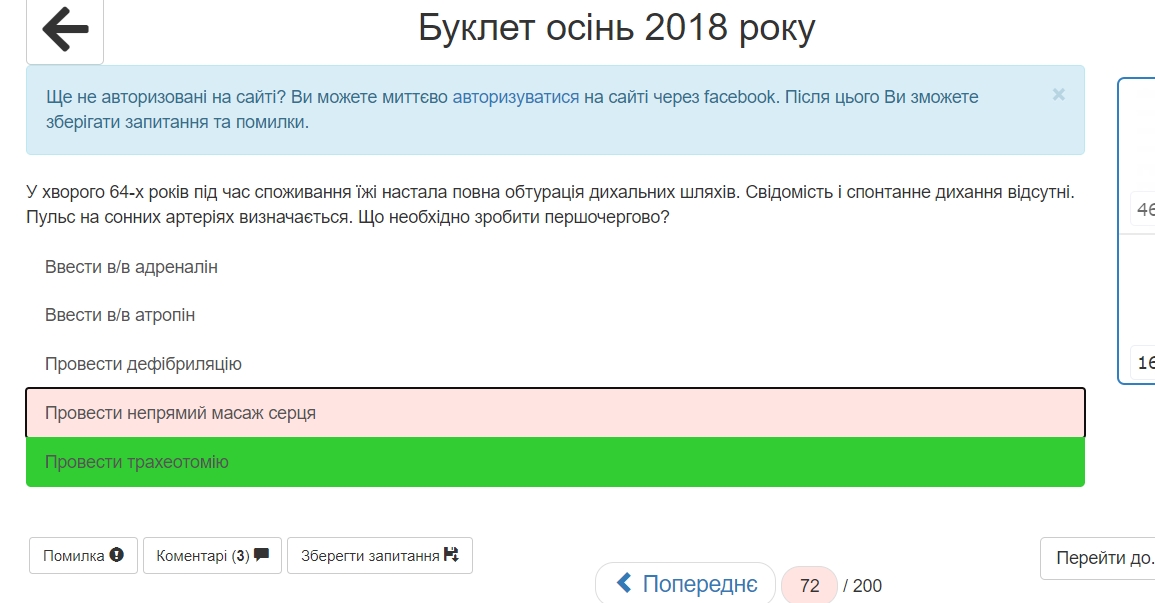 Буклет осінь 2018 року
Ще не авторизовані на сайті? Ви можете миттєво авторизуватися на сайті через facebook. Після цього Ви зможете
зберігати запитання та помилки.
×
У хворого 64-х років під час споживання їжі настала повна обтурація дихальних шляхів. Свідомість і спонтанне дихання відсутні.
Пульс на сонних артеріях визначається. Що необхідно зробити першочергово?
Ввести в/в адреналін
Ввести в/в атропін
Провести дефібриляцію
Провести непрямий масаж серця
Провести трахеотомію
Помилка Коментарі (3) Зберегти запитання
Перейти до.
Попереднє 72 / 200